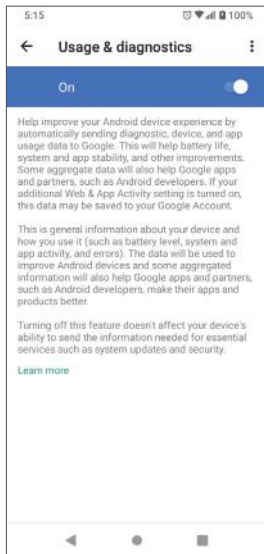 5:15
100%
Usage & diagnostics
On
Help improve your Android device experience by
automatically sending diagnostic, device, and app
usage data to Google. This will help battery life,
system and app stability, and other improvements.
Some aggregate data will also help Google apps
and partners, such as Android developers. If your
additional Web & App Activity setting is turned on,
this data may be saved to your Google Account.
This is general information about your device and
how you use it (such as battery level, system and
app activity, and errors). The data will be used to
improve Android devices and some aggregated
information will also help Google apps and partners,
such as Android developers, make their apps and
products better.
Turning off this feature doesn't affect your device's
ability to send the information needed for essential
services such as system updates and security.
Learn more